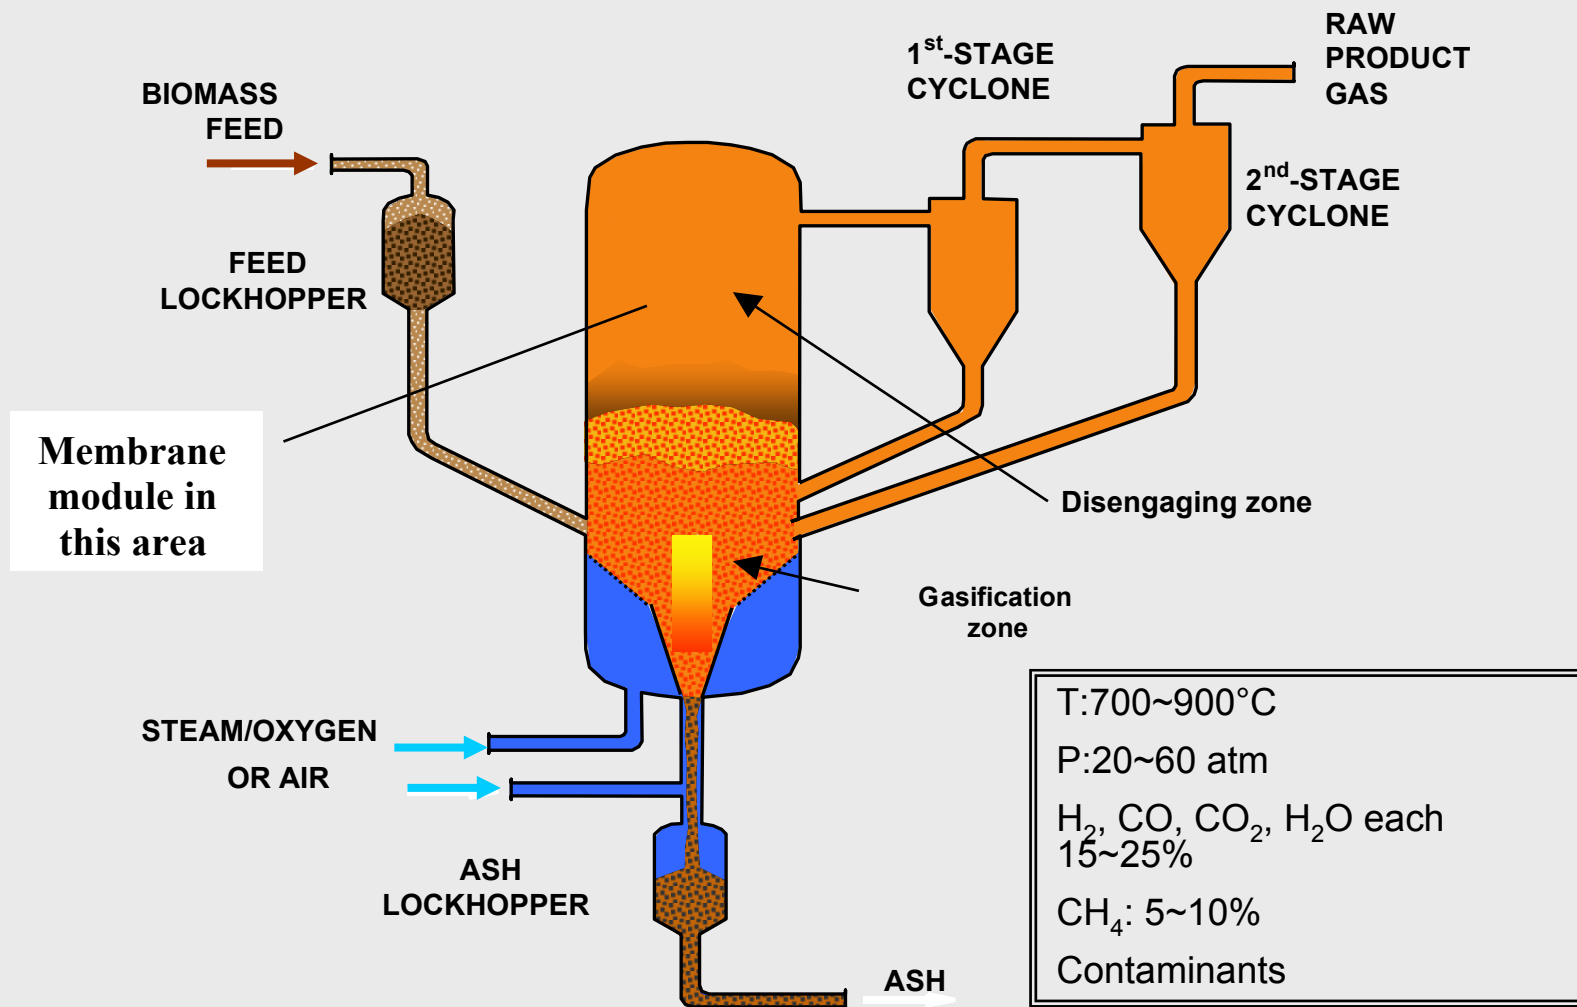 BIOMASS
FEED
FEED
LOCKHOPPER
1st-STAGE
CYCLONE
RAW
PRODUCT
GAS
2nd-STAGE
CYCLONE
Membrane
module in
this area
Disengaging zone
Gasification
zone
STEAM/OXYGEN
OR AIR
ASH
LOCKHOPPER
ASH
T:700~900°C
P:20~60 atm
H2, CO, CO2, H2O each
15~25%
CH4: 5~10%
Contaminants